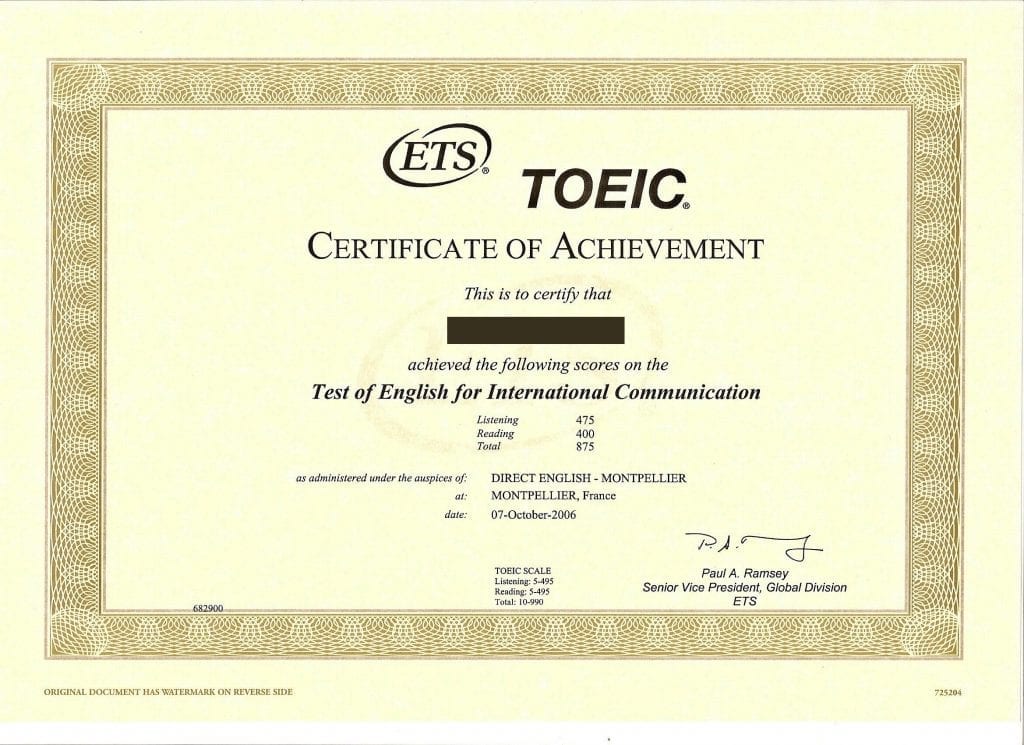 ETS®
TOEIC®
CERTIFICATE OF ACHIEVEMENT
This is to certify that
achieved the following scores on the
Test of English for International Communication
Listening 475
Reading 400
Total 875
as administered under the auspices of: DIRECT ENGLISH - MONTPELLIER
at: MONTPELLIER, France
date: 07-October-2006
TOEIC SCALE
Listening: 5-495
Reading: 5-495
Total: 10-990
Paul A. Ramsey
Senior Vice President, Global Division
ETS
682900
ORIGINAL DOCUMENT HAS WATERMARK ON REVERSE SIDE
725204